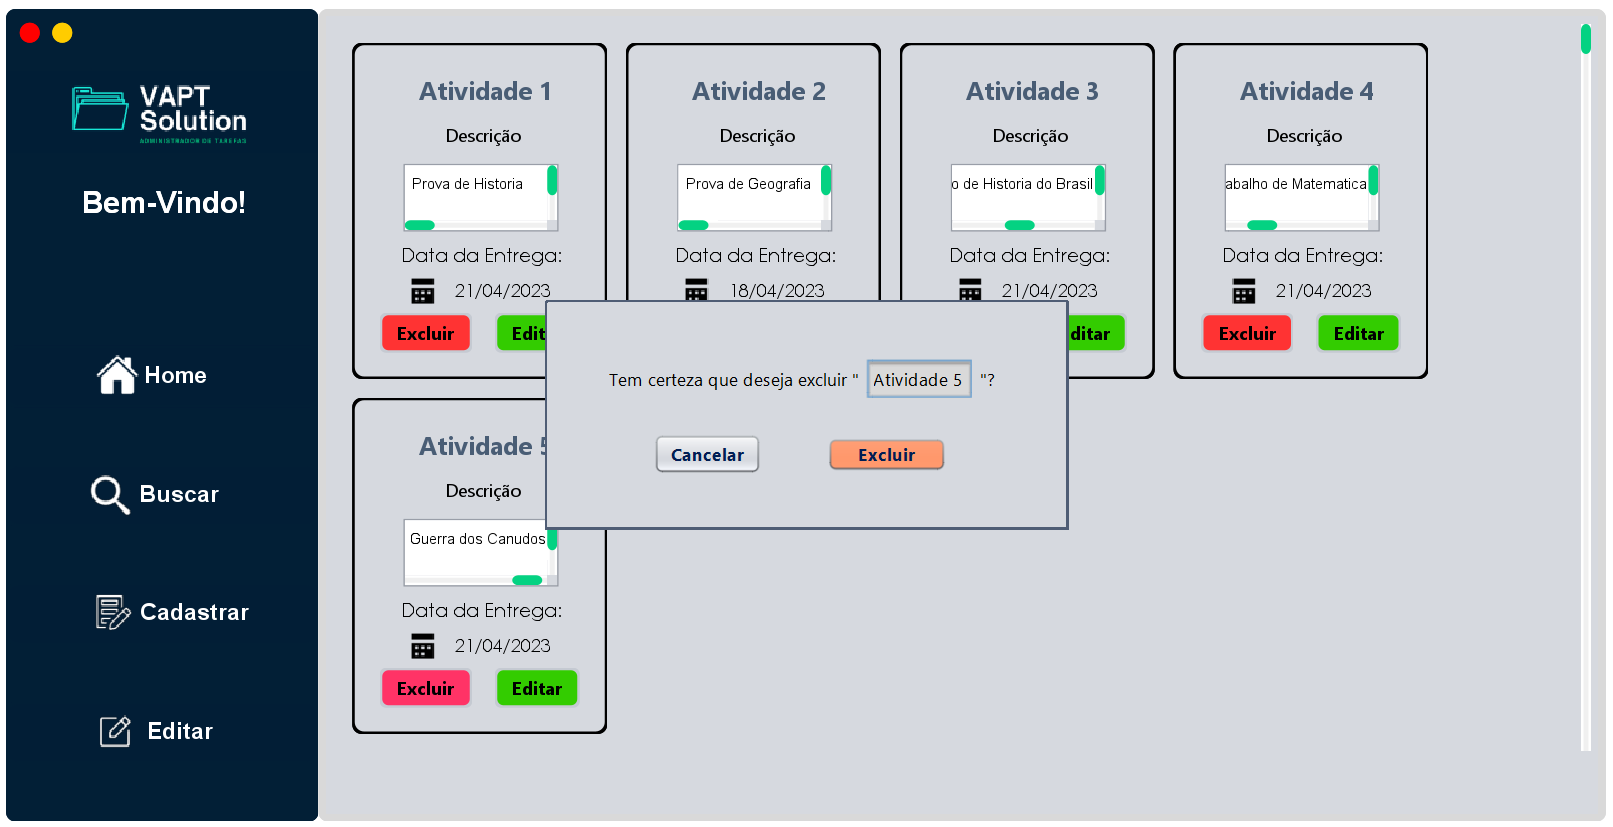 VAPT
Solution
ADMINISTRADOR DE TAREFAS
Bem-Vindo!
Home
Buscar
Cadastrar
Editar
Atividade 1
Descrição
Prova de Historia
Data da Entrega:
21/04/2023
Excluir
Edit
Atividade 2
Descrição
Prova de Geografia
Data da Entrega:
18/04/2023
Atividade 3
Descrição
o de Historia do Brasil
Data da Entrega:
21/04/2023
ditar
Atividade 4
Descrição
abalho de Matematica
Data da Entrega:
21/04/2023
Excluir Editar
Tem certeza que deseja excluir " Atividade 5 "?
Cancelar Excluir
Atividade 5
Descrição
Guerra dos Canudos
Data da Entrega:
21/04/2023
Excluir Editar